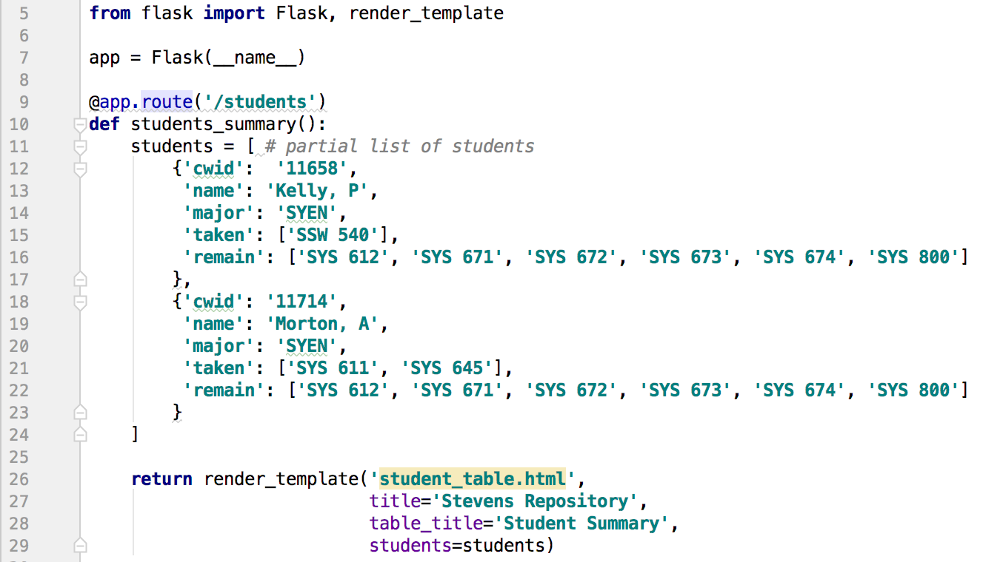 5 from flask import Flask, render_template
6
7 app = Flask(__name__)
8
9 @app.route('/students')
10 def students_summary():
11     students = [ # partial list of students
12         {'cwid':  '11658',
13          'name': 'Kelly, P',
14          'major': 'SYEN',
15          'taken': ['SSW 540'],
16          'remain': ['SYS 612', 'SYS 671', 'SYS 672', 'SYS 673', 'SYS 674', 'SYS 800']
17         },
18         {'cwid': '11714',
19          'name': 'Morton, A',
20          'major': 'SYEN',
21          'taken': ['SYS 611', 'SYS 645'],
22          'remain': ['SYS 612', 'SYS 671', 'SYS 672', 'SYS 673', 'SYS 674', 'SYS 800']
23         }
24     ]
25
26     return render_template('student_table.html',
27                            title='Stevens Repository',
28                            table_title='Student Summary',
29                            students=students)